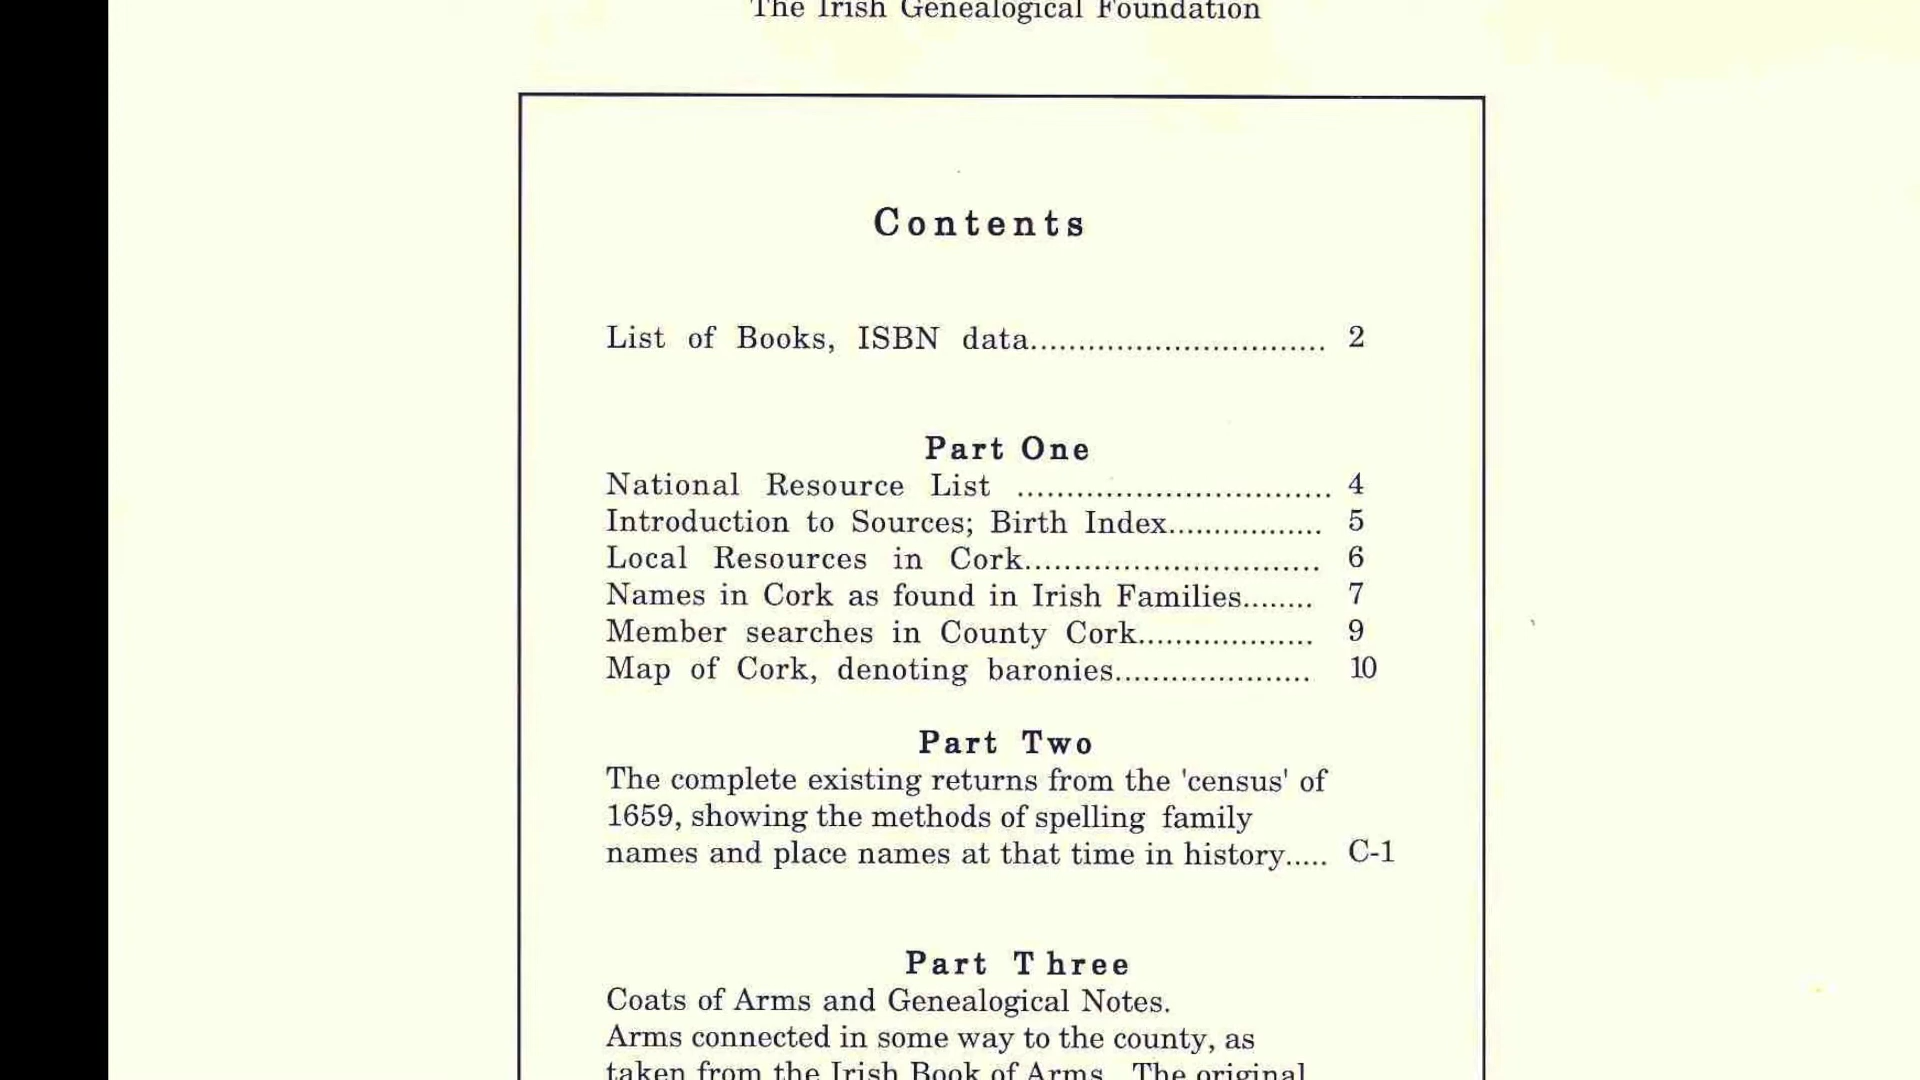 The Irish Genealogical Foundation
Contents
List of Books, ISBN data.............................. 2
Part One
National Resource List ................................ 4
Introduction to Sources; Birth Index................ 5
Local Resources in Cork.............................. 6
Names in Cork as found in Irish Families........ 7
Member searches in County Cork.................. 9
Map of Cork, denoting baronies.................... 10
Part Two
The complete existing returns from the 'census' of
1659, showing the methods of spelling family
names and place names at that time in history..... C-1
Part Three
Coats of Arms and Genealogical Notes.
Arms connected in some way to the county, as
taken from the Irish Book of Arms. The original